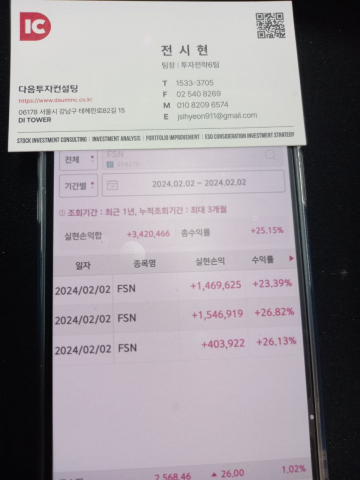 IC
전 시 현
팀장 | 투자전략6팀
다음투자컨설팅
https://www.daumnc.co.kr
06178 서울시 강남구 테헤란로82길 15
DI TOWER
T 1533-3705
F 02 540 8269
M 010 8209 6574
E jsihyeon911@gmail.com
STOCK INVESTMENT CONSULTING | INVESTMENT ANALYSIS | PORTFOLIO IMPROVEMENT | ESG CONSIDERATION INVESTMENT STRATEGY
전체 FSN
기간별 2024.02.02 ~ 2024.02.02
조회기간 : 최근 1년, 누적조회기간 : 최대 3개월
실현손익합 +3,420,466 총수익률 +25.15%
일자 종목명 실현손익 수익률
2024/02/02 FSN +1,469,625 +23.39%
2024/02/02 FSN +1,546,919 +26.82%
2024/02/02 FSN +403,922 +26.13%
2,568.46 ▲ 26.00 1.02%